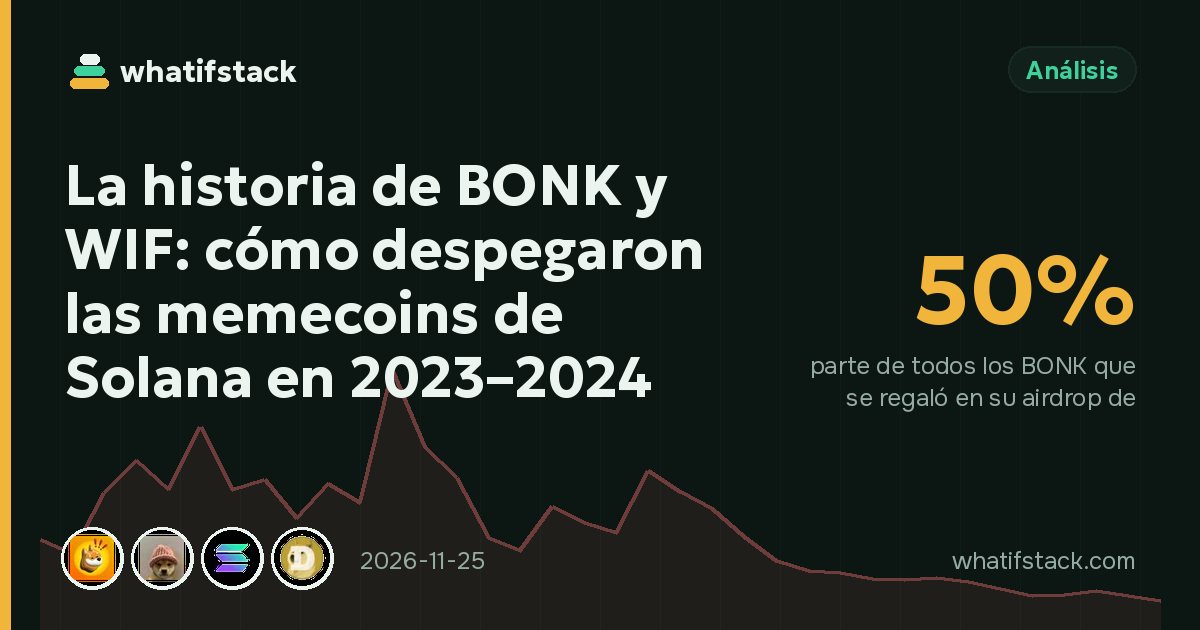 whatifstack
Análisis
La historia de BONK y
WIF: cómo despegaron
las memecoins de
Solana en 2023–2024
50%
parte de todos los BONK que
se regaló en su airdrop de
2026-11-25
whatifstack.com